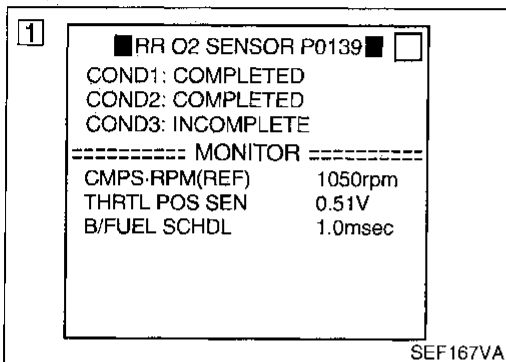 1
■RR O2 SENSOR P0139■ □
COND1: COMPLETED
COND2: COMPLETED
COND3: INCOMPLETE
========== MONITOR ==========
CMPS·RPM(REF) 1050rpm
THRTL POS SEN 0.51V
B/FUEL SCHDL 1.0msec
SEF167VA